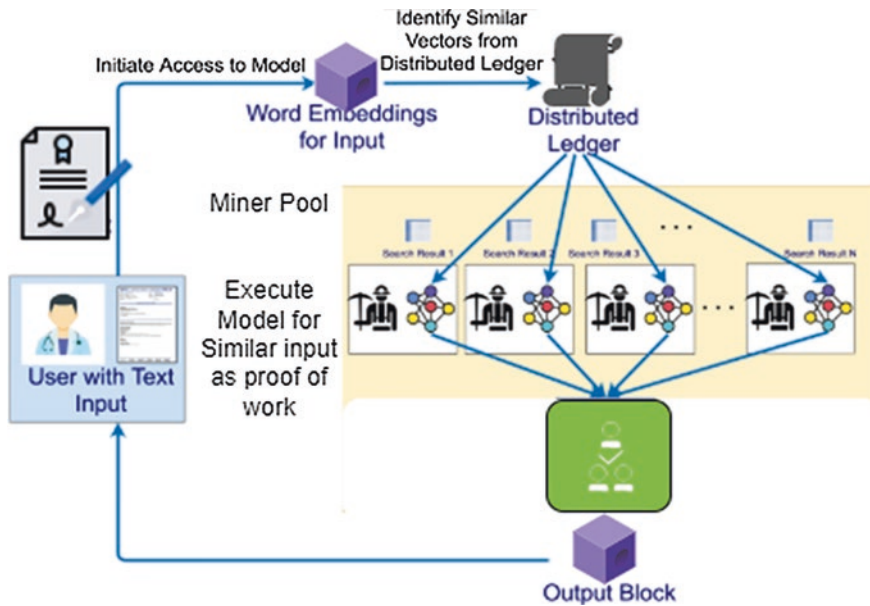 Identify Similar
Vectors from
Distributed Ledger
Initiate Access to Model
Word Embeddings
for Input
Distributed
Ledger
Miner Pool
Search Result 1
Search Result 2
Search Result 3
Search Result N
Execute
Model for
Similar input
as proof of
work
User with Text
Input
Output Block